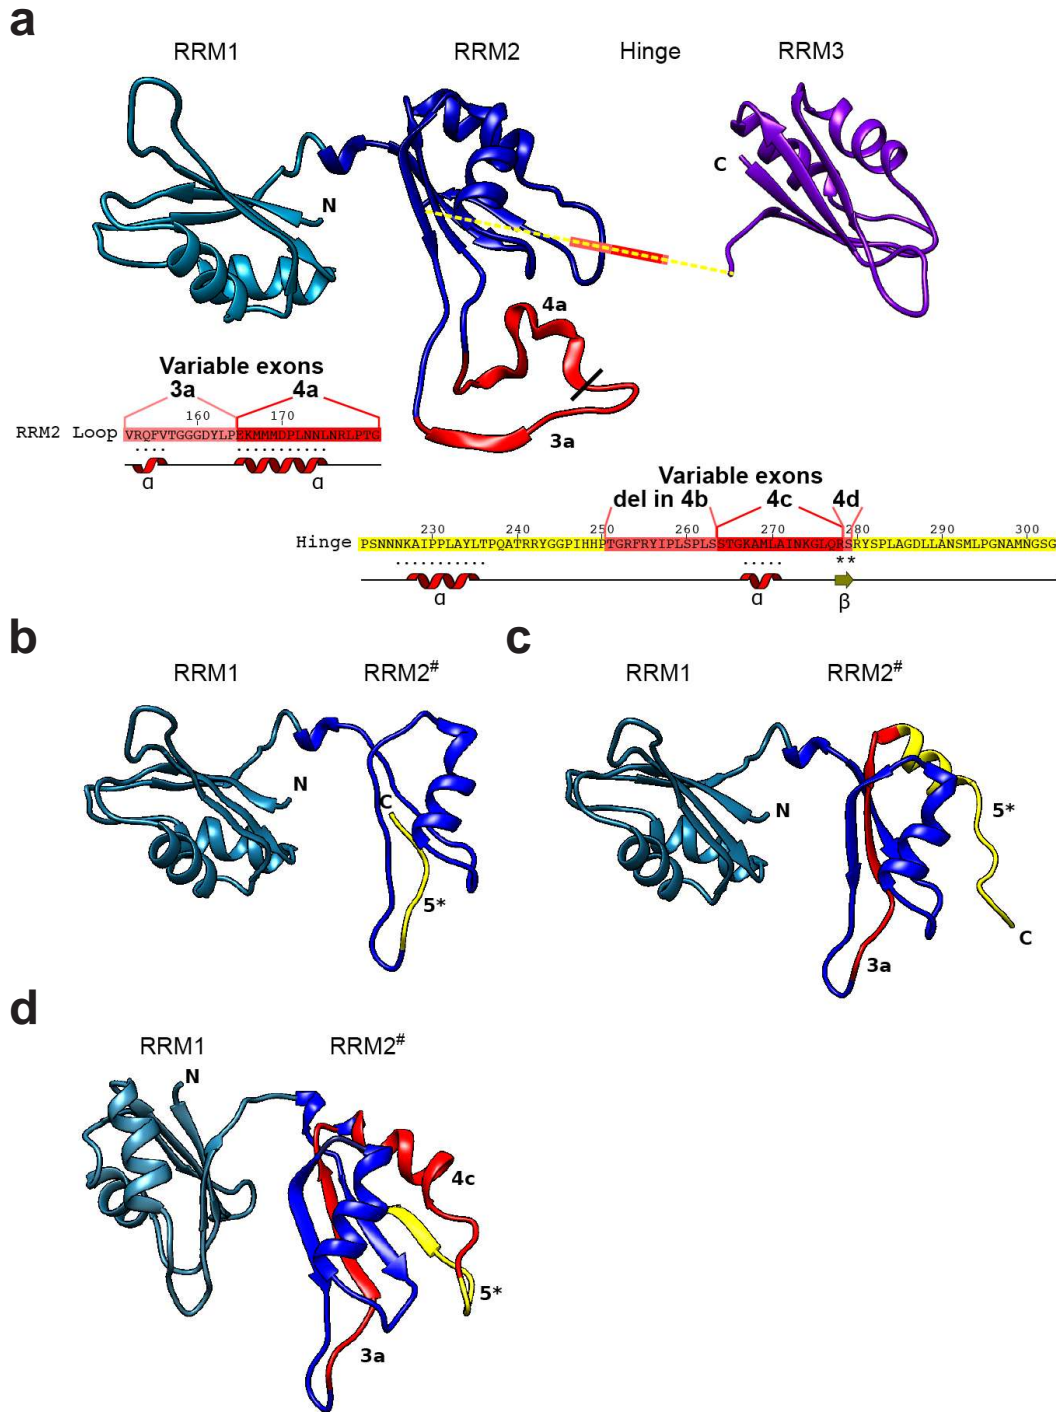 a
RRM1 RRM2 Hinge RRM3
C
N
4a
3a
Variable exons
3a 4a
160 170
RRM2 Loop VRQFVTGGGDYLPEKMMMDPLNNLNRLPTG
α α
Variable exons
del in 4b 4c 4d
230 240 250 260 270 280 290 300
Hinge PSNNNKAIPPLAYLTPQATRRYGGPIHHPTGRFRYIPLSPLSSTGKAMLAINKGLQRSRYSPLAGDLLANSMLPGNAMNGSG
**
α α β
b
RRM1 RRM2#
N
C
5*
c
RRM1 RRM2#
N
5*
C
3a
d
RRM1 RRM2#
N
4c
5*
3a